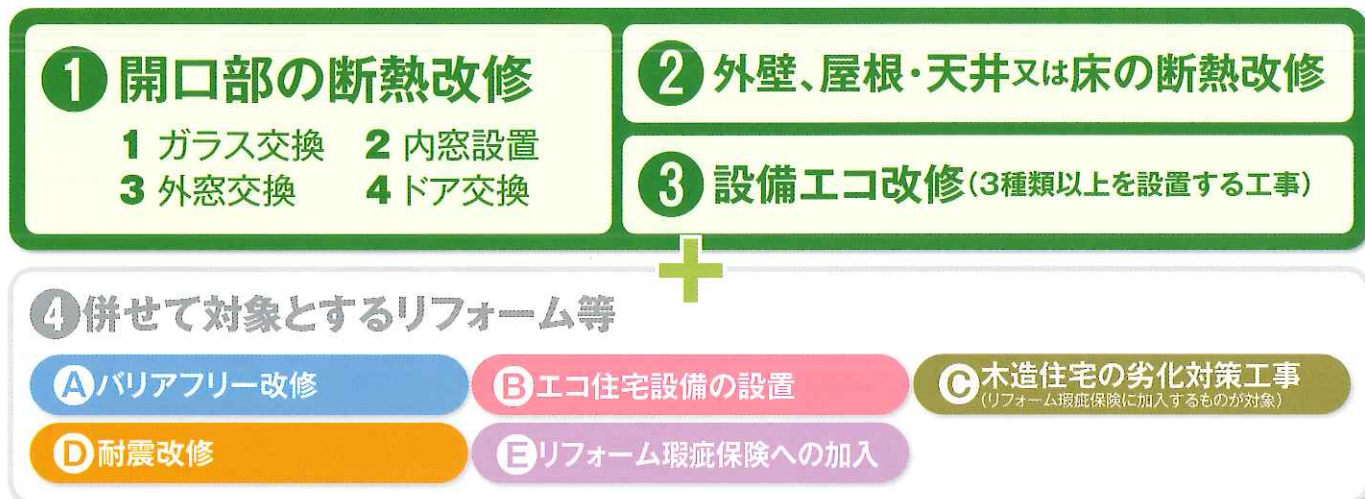 ❶ 開口部の断熱改修
1 ガラス交換 2 内窓設置
3 外窓交換 4 ドア交換
❷ 外壁、屋根・天井又は床の断熱改修
❸ 設備エコ改修(3種類以上を設置する工事)
+
❹併せて対象とするリフォーム等
Ⓐバリアフリー改修
Ⓑエコ住宅設備の設置
Ⓒ木造住宅の劣化対策工事
(リフォーム瑕疵保険に加入するものが対象)
Ⓓ耐震改修
Ⓔリフォーム瑕疵保険への加入